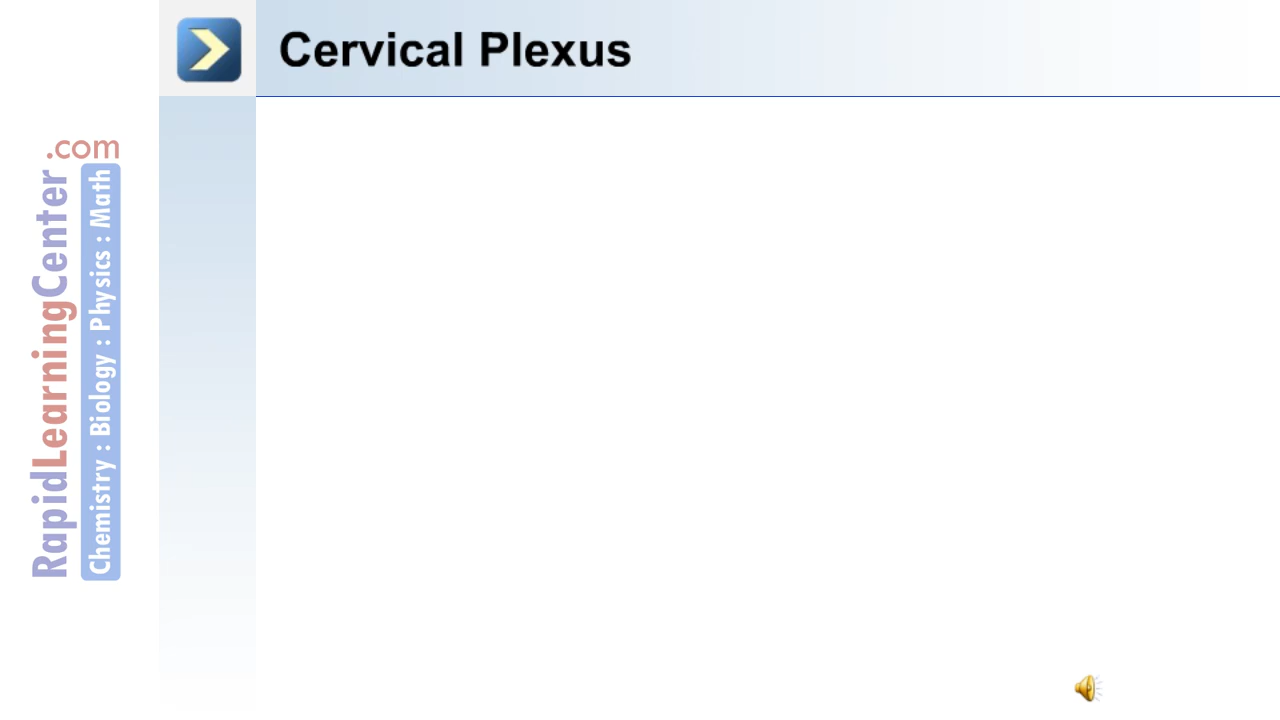 Cervical Plexus
.com
RapidLearningCenter
Chemistry : Biology : Physics : Math